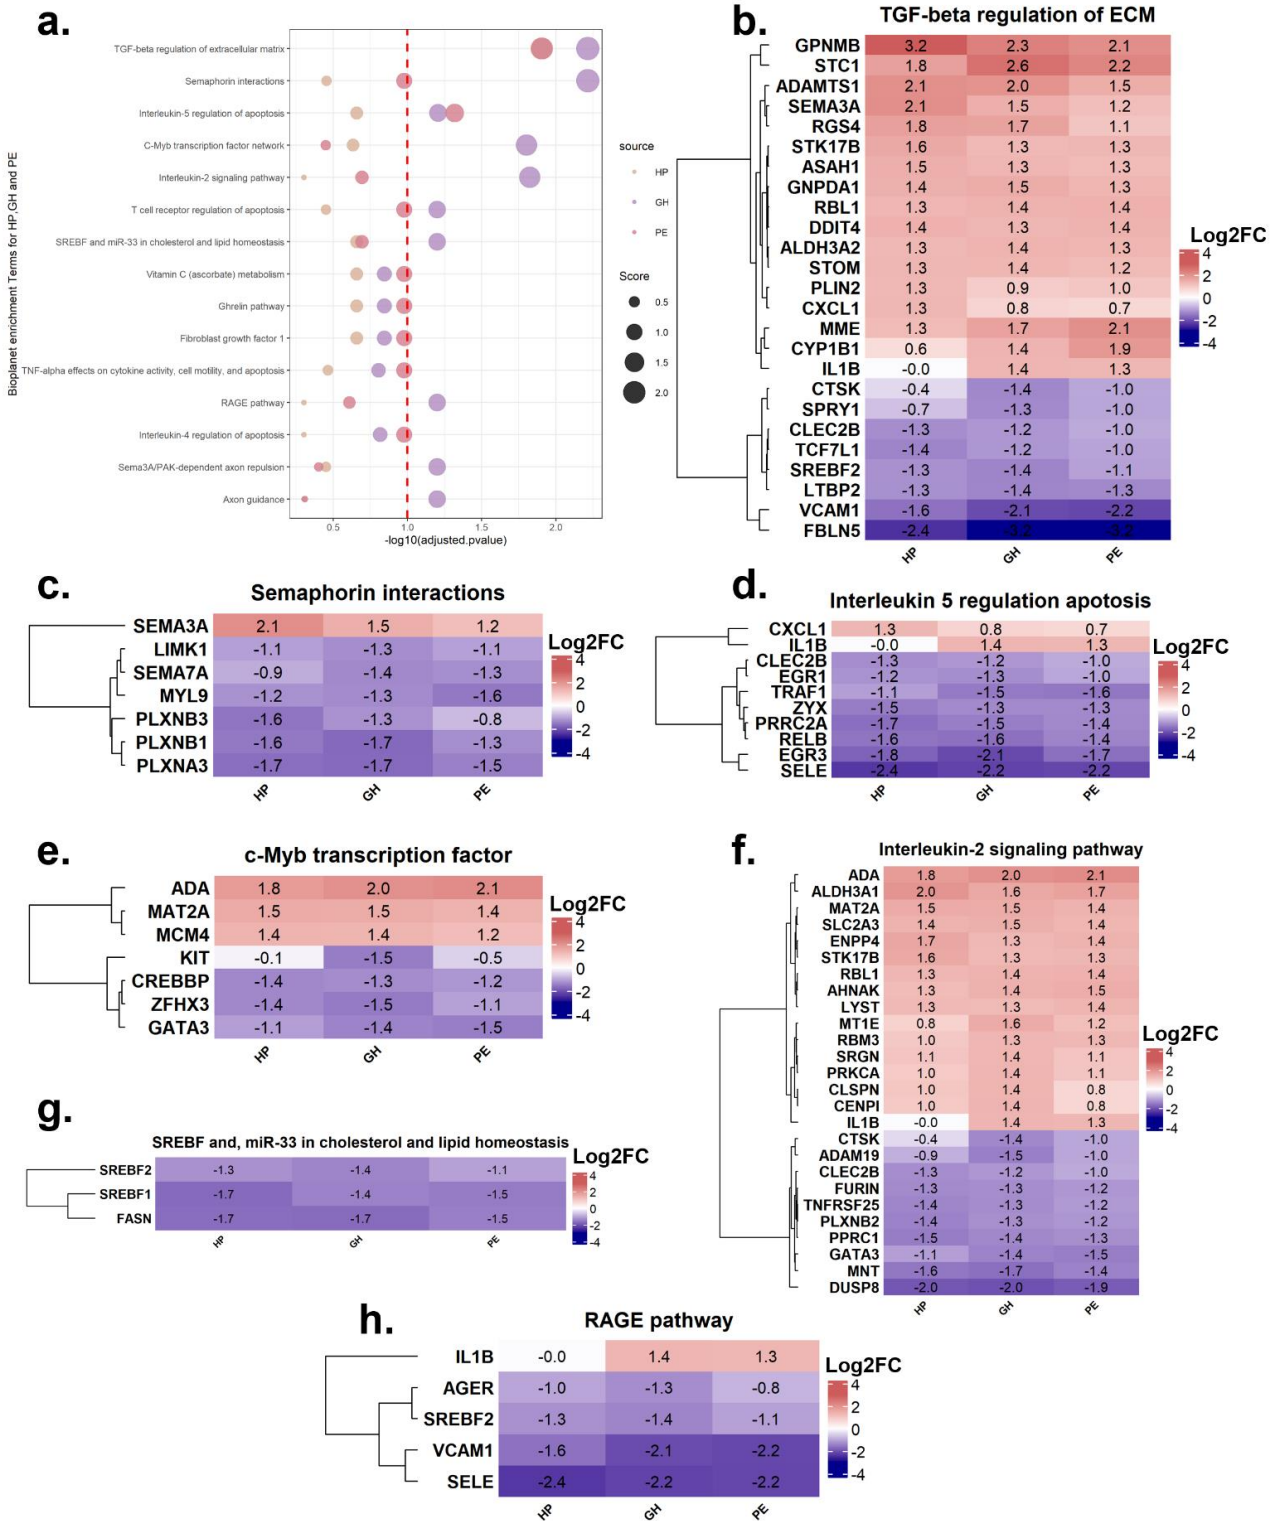 a.
Bioplanet enrichment Terms for HP,GH and PE
TGF-beta regulation of extracellular matrix
Semaphorin interactions
Interleukin-5 regulation of apoptosis
C-Myb transcription factor network
Interleukin-2 signaling pathway
T cell receptor regulation of apoptosis
SREBF and miR-33 in cholesterol and lipid homeostasis
Vitamin C (ascorbate) metabolism
Ghrelin pathway
Fibroblast growth factor 1
TNF-alpha effects on cytokine activity, cell motility, and apoptosis
RAGE pathway
Interleukin-4 regulation of apoptosis
Sema3A/PAK-dependent axon repulsion
Axon guidance
0.5 1.0 1.5 2.0
-log10(adjusted.pvalue)
source
HP
GH
PE
Score
0.5
1.0
1.5
2.0
b.
TGF-beta regulation of ECM
GPNMB 3.2 2.3 2.1
STC1 1.8 2.6 2.2
ADAMTS1 2.1 2.0 1.5
SEMA3A 2.1 1.5 1.2
RGS4 1.8 1.7 1.1
STK17B 1.6 1.3 1.3
ASAH1 1.5 1.3 1.3
GNPDA1 1.4 1.5 1.3
RBL1 1.3 1.4 1.4
DDIT4 1.4 1.3 1.4
ALDH3A2 1.3 1.4 1.3
STOM 1.3 1.4 1.2
PLIN2 1.3 0.9 1.0
CXCL1 1.3 0.8 0.7
MME 1.3 1.7 2.1
CYP1B1 0.6 1.4 1.9
IL1B -0.0 1.4 1.3
CTSK -0.4 -1.4 -1.0
SPRY1 -0.7 -1.3 -1.0
CLEC2B -1.3 -1.2 -1.0
TCF7L1 -1.4 -1.2 -1.0
SREBF2 -1.3 -1.4 -1.1
LTBP2 -1.3 -1.4 -1.3
VCAM1 -1.6 -2.1 -2.2
FBLN5 -2.4 -3.2 -3.2
HP GH PE
Log2FC
4
2
0
-2
-4
c.
Semaphorin interactions
SEMA3A 2.1 1.5 1.2
LIMK1 -1.1 -1.3 -1.1
SEMA7A -0.9 -1.4 -1.3
MYL9 -1.2 -1.3 -1.6
PLXNB3 -1.6 -1.3 -0.8
PLXNB1 -1.6 -1.7 -1.3
PLXNA3 -1.7 -1.7 -1.5
HP GH PE
Log2FC
4
2
0
-2
-4
d.
Interleukin 5 regulation apotosis
CXCL1 1.3 0.8 0.7
IL1B -0.0 1.4 1.3
CLEC2B -1.3 -1.2 -1.0
EGR1 -1.2 -1.3 -1.0
TRAF1 -1.1 -1.5 -1.6
ZYX -1.5 -1.3 -1.3
PRRC2A -1.7 -1.5 -1.4
RELB -1.6 -1.6 -1.4
EGR3 -1.8 -2.1 -1.7
SELE -2.4 -2.2 -2.2
HP GH PE
Log2FC
4
2
0
-2
-4
e.
c-Myb transcription factor
ADA 1.8 2.0 2.1
MAT2A 1.5 1.5 1.4
MCM4 1.4 1.4 1.2
KIT -0.1 -1.5 -0.5
CREBBP -1.4 -1.3 -1.2
ZFHX3 -1.4 -1.5 -1.1
GATA3 -1.1 -1.4 -1.5
HP GH PE
Log2FC
4
2
0
-2
-4
f.
Interleukin-2 signaling pathway
ADA 1.8 2.0 2.1
ALDH3A1 2.0 1.6 1.7
MAT2A 1.5 1.5 1.4
SLC2A3 1.4 1.5 1.4
ENPP4 1.7 1.3 1.4
STK17B 1.6 1.3 1.3
RBL1 1.3 1.4 1.4
AHNAK 1.3 1.4 1.5
LYST 1.3 1.3 1.4
MT1E 0.8 1.6 1.2
RBM3 1.0 1.3 1.3
SRGN 1.1 1.4 1.1
PRKCA 1.0 1.4 1.1
CLSPN 1.0 1.4 0.8
CENPI 1.0 1.4 0.8
IL1B -0.0 1.4 1.3
CTSK -0.4 -1.4 -1.0
ADAM19 -0.9 -1.5 -1.0
CLEC2B -1.3 -1.2 -1.0
FURIN -1.3 -1.3 -1.2
TNFRSF25 -1.4 -1.3 -1.2
PLXNB2 -1.4 -1.3 -1.2
PPRC1 -1.5 -1.4 -1.3
GATA3 -1.1 -1.4 -1.5
MNT -1.6 -1.7 -1.4
DUSP8 -2.0 -2.0 -1.9
HP GH PE
Log2FC
4
2
0
-2
-4
g.
SREBF and, miR-33 in cholesterol and lipid homeostasis
SREBF2 -1.3 -1.4 -1.1
SREBF1 -1.7 -1.4 -1.5
FASN -1.7 -1.7 -1.5
HP GH PE
Log2FC
4
2
0
-2
-4
h.
RAGE pathway
IL1B -0.0 1.4 1.3
AGER -1.0 -1.3 -0.8
SREBF2 -1.3 -1.4 -1.1
VCAM1 -1.6 -2.1 -2.2
SELE -2.4 -2.2 -2.2
HP GH PE
Log2FC
4
2
0
-2
-4